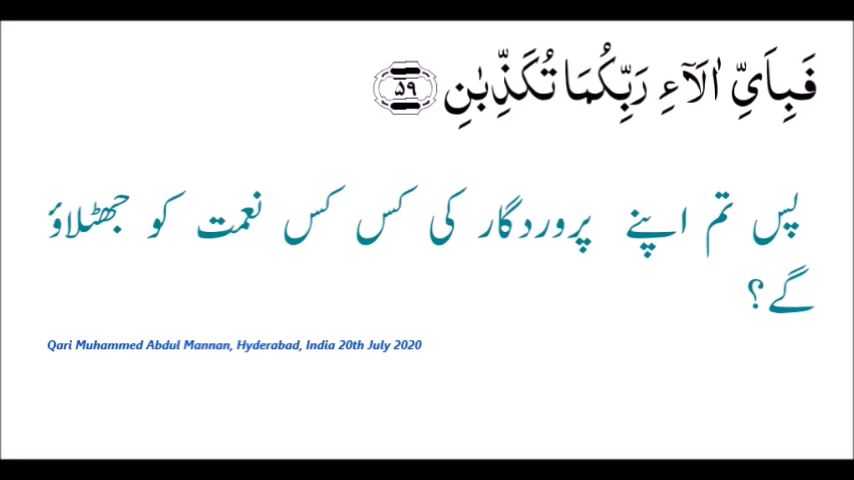 فَبِاَيِّ اٰلَآءِ رَبِّكُمَا تُكَذِّبٰنِ ۵۹
پس تم اپنے پروردگار کی کس کس نعمت کو جھٹلاؤ
گے؟
Qari Muhammed Abdul Mannan, Hyderabad, India 20th July 2020